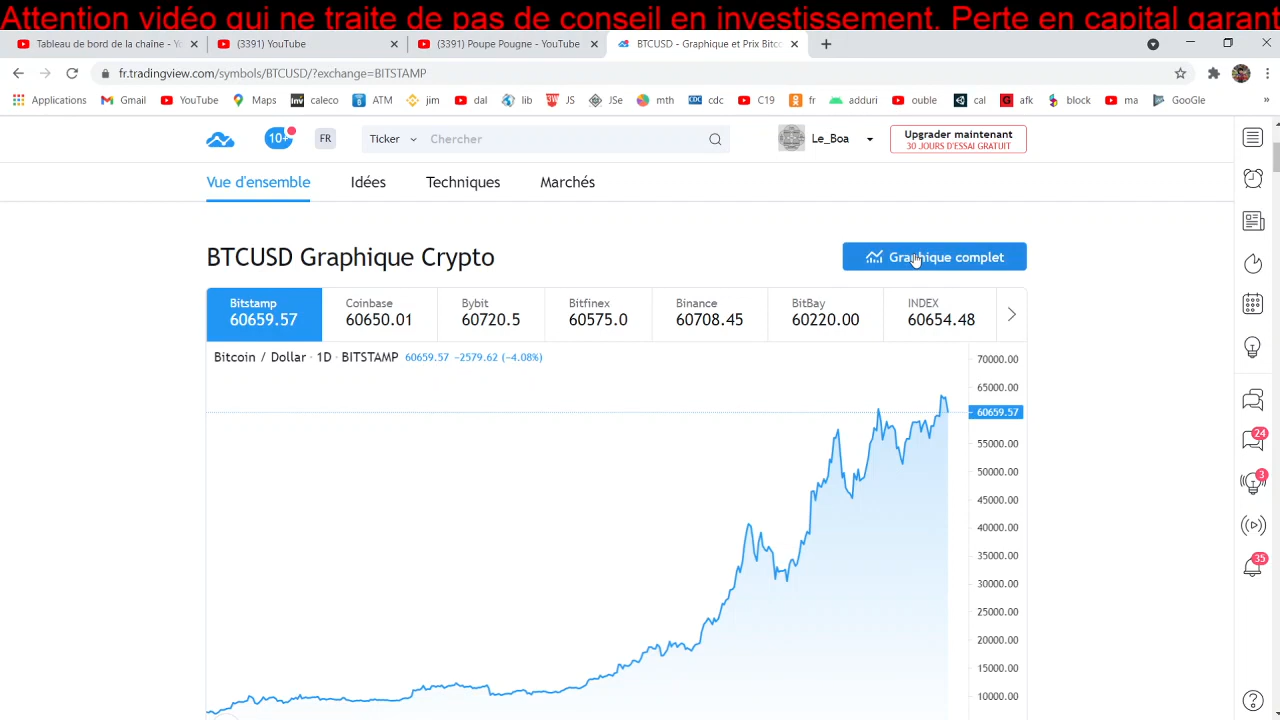 Attention vidéo qui ne traite de pas de conseil en investissement. Perte en capital garant
Tableau de bord de la chaîne - Yo
(3391) YouTube
(3391) Poupe Pougne - YouTube
BTCUSD - Graphique et Prix Bitco
fr.tradingview.com/symbols/BTCUSD/?exchange=BITSTAMP
Applications Gmail YouTube Maps caleco ATM jim dal lib JS JSe mth cdc C19 fr adduri ouble cal afk block ma GooGle »
10+ FR Ticker Chercher Le_Boa Upgrader maintenant
30 JOURS D'ESSAI GRATUIT
Vue d'ensemble Idées Techniques Marchés
BTCUSD Graphique Crypto
Graphique complet
Bitstamp Coinbase Bybit Bitfinex Binance BitBay INDEX
60659.57 60650.01 60720.5 60575.0 60708.45 60220.00 60654.48
Bitcoin / Dollar · 1D · BITSTAMP 60659.57 −2579.62 (−4.08%)
70000.00
65000.00
60659.57
55000.00
50000.00
45000.00
40000.00
35000.00
30000.00
25000.00
20000.00
15000.00
10000.00
24
3
35